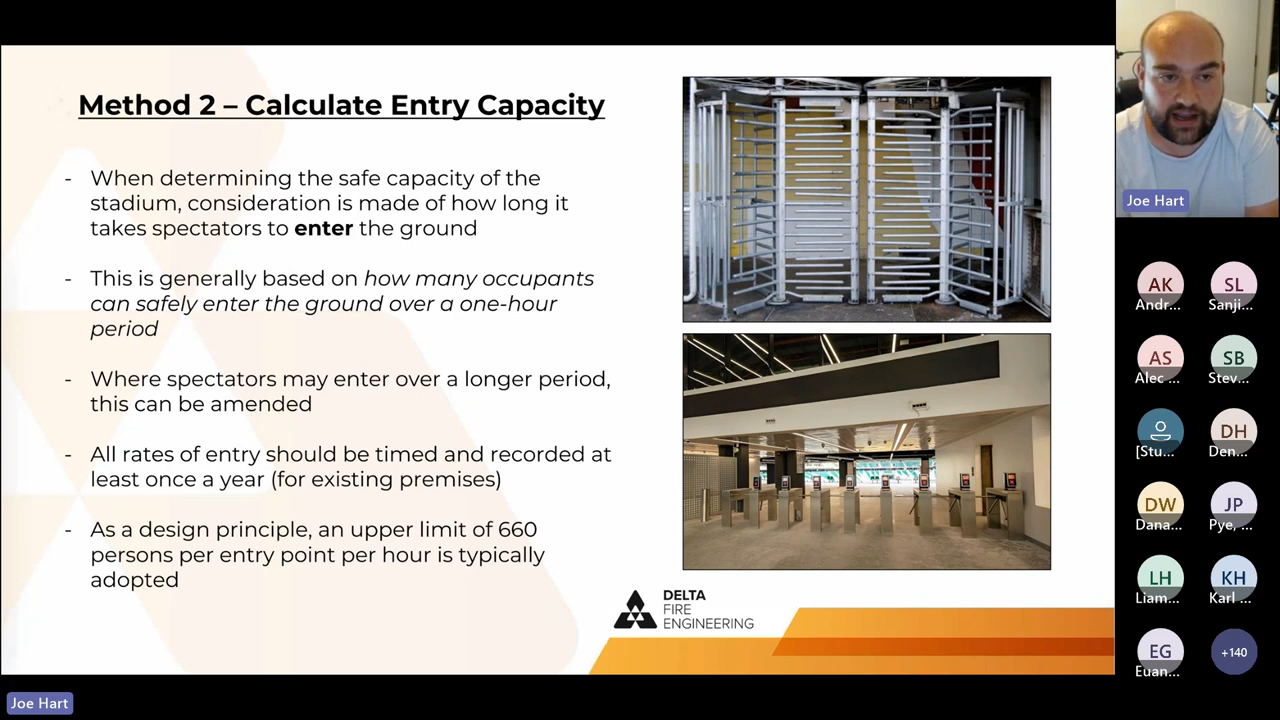 Method 2 – Calculate Entry Capacity
- When determining the safe capacity of the
stadium, consideration is made of how long it
takes spectators to enter the ground
- This is generally based on how many occupants
can safely enter the ground over a one-hour
period
- Where spectators may enter over a longer period,
this can be amended
- All rates of entry should be timed and recorded at
least once a year (for existing premises)
- As a design principle, an upper limit of 660
persons per entry point per hour is typically
adopted
DELTA
FIRE
ENGINEERING
Joe Hart
Joe Hart
AK
Andr...
SL
Sanji...
AS
Alec ...
SB
Stev...
[Stu...
DH
Den...
DW
Dana...
JP
Pye, ...
LH
Liam...
KH
Karl ...
EG
Euan...
+140